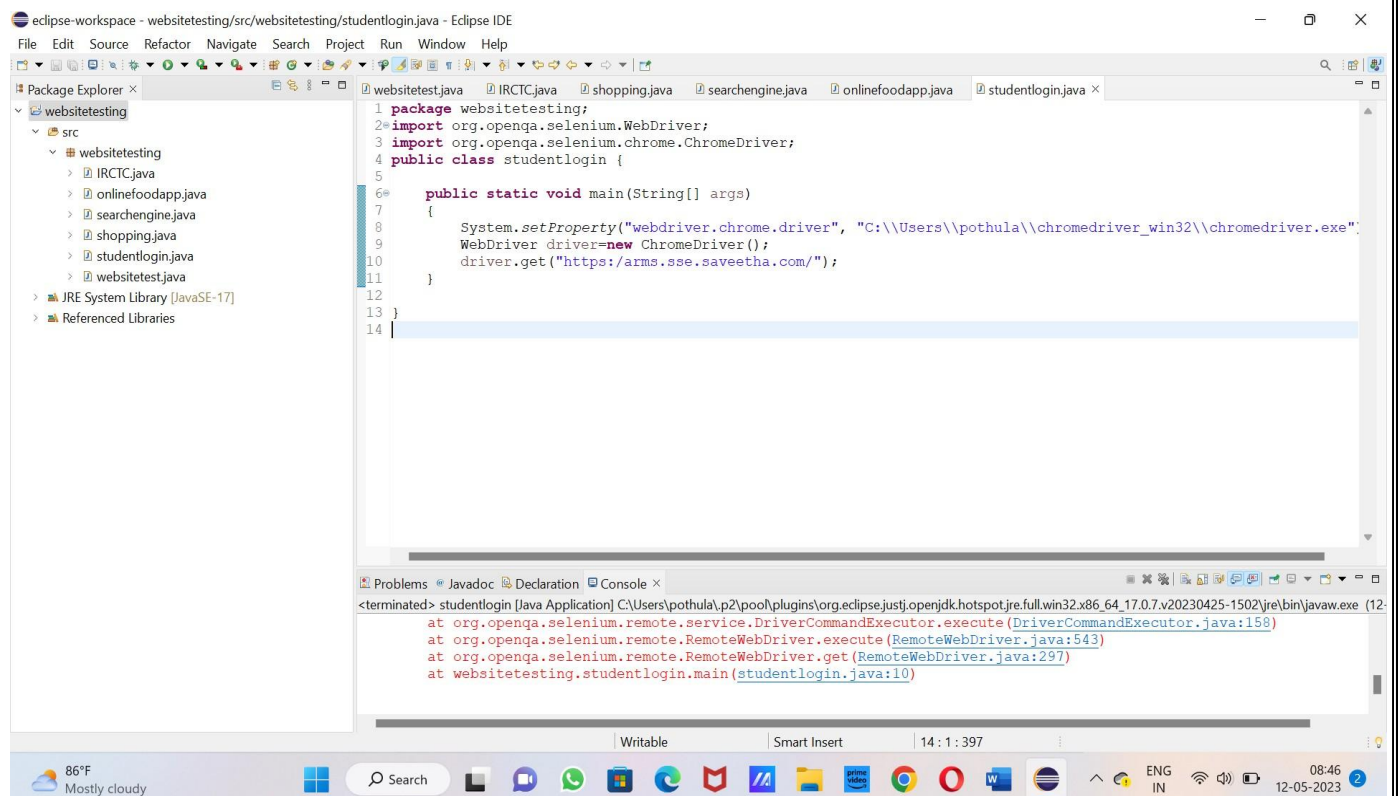 eclipse-workspace - websitetesting/src/websitetesting/studentlogin.java - Eclipse IDE
File Edit Source Refactor Navigate Search Project Run Window Help
Package Explorer
websitetesting
src
websitetesting
IRCTC.java
onlinefoodapp.java
searchengine.java
shopping.java
studentlogin.java
websitetest.java
JRE System Library [JavaSE-17]
Referenced Libraries
websitetest.java IRCTC.java shopping.java searchengine.java onlinefoodapp.java studentlogin.java
1 package websitetesting;
2 import org.openqa.selenium.WebDriver;
3 import org.openqa.selenium.chrome.ChromeDriver;
4 public class studentlogin {
5
6 public static void main(String[] args)
7 {
8 System.setProperty("webdriver.chrome.driver", "C:\\Users\\pothula\\chromedriver_win32\\chromedriver.exe")
9 WebDriver driver=new ChromeDriver();
10 driver.get("https:/arms.sse.saveetha.com/");
11 }
12
13 }
14
Problems Javadoc Declaration Console
<terminated> studentlogin [Java Application] C:\Users\pothula\.p2\pool\plugins\org.eclipse.justj.openjdk.hotspot.jre.full.win32.x86_64_17.0.7.v20230425-1502\jre\bin\javaw.exe (12-
at org.openqa.selenium.remote.service.DriverCommandExecutor.execute(DriverCommandExecutor.java:158)
at org.openqa.selenium.remote.RemoteWebDriver.execute(RemoteWebDriver.java:543)
at org.openqa.selenium.remote.RemoteWebDriver.get(RemoteWebDriver.java:297)
at websitetesting.studentlogin.main(studentlogin.java:10)
Writable Smart Insert 14 : 1 : 397
86°F
Mostly cloudy
Search
prime video
ENG
IN
08:46
12-05-2023
2